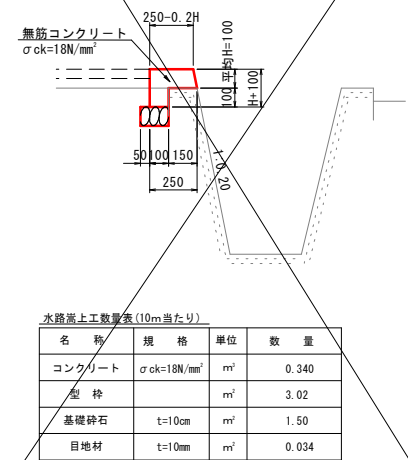 250-0.2H
無筋コンクリート
σck=18N/mm²
平均H=100
100
H+100
50 100 150
250
1:0.20
水路嵩上工数量表(10m当たり)
名 称 規 格 単位 数 量
コンクリート σck=18N/mm² m³ 0.340
型 枠 m² 3.02
基礎砕石 t=10cm m² 1.50
目地材 t=10mm m² 0.034